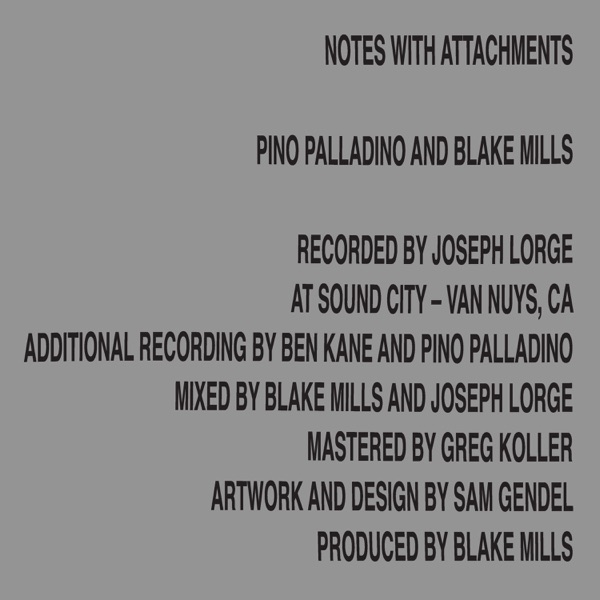 NOTES WITH ATTACHMENTS
PINO PALLADINO AND BLAKE MILLS
RECORDED BY JOSEPH LORGE
AT SOUND CITY – VAN NUYS, CA
ADDITIONAL RECORDING BY BEN KANE AND PINO PALLADINO
MIXED BY BLAKE MILLS AND JOSEPH LORGE
MASTERED BY GREG KOLLER
ARTWORK AND DESIGN BY SAM GENDEL
PRODUCED BY BLAKE MILLS